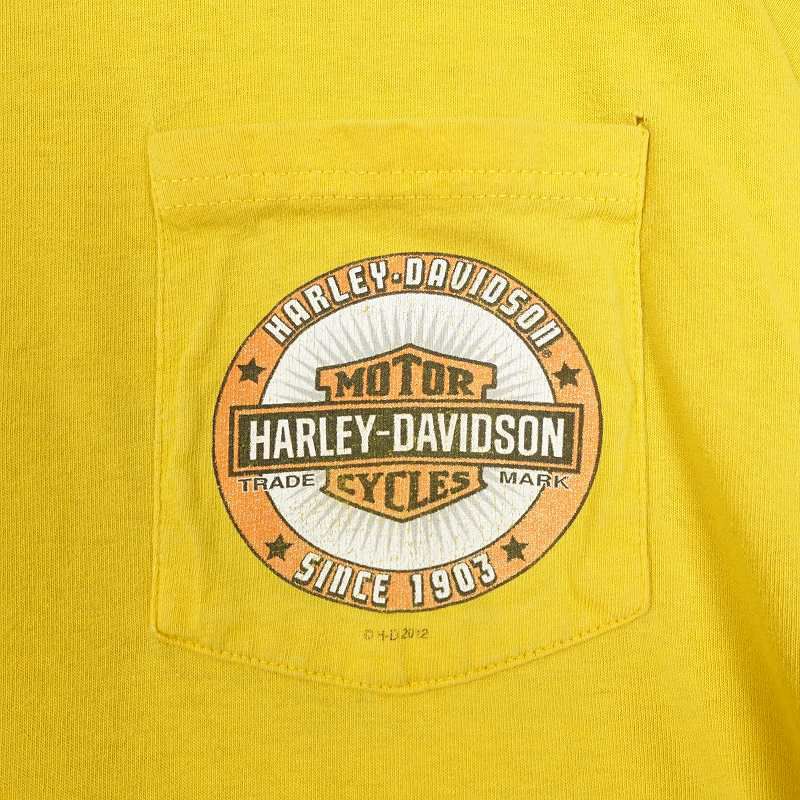 HARLEY-DAVIDSON®
MOTOR
HARLEY-DAVIDSON
TRADE MARK
CYCLES
SINCE 1903
© H-D 2012